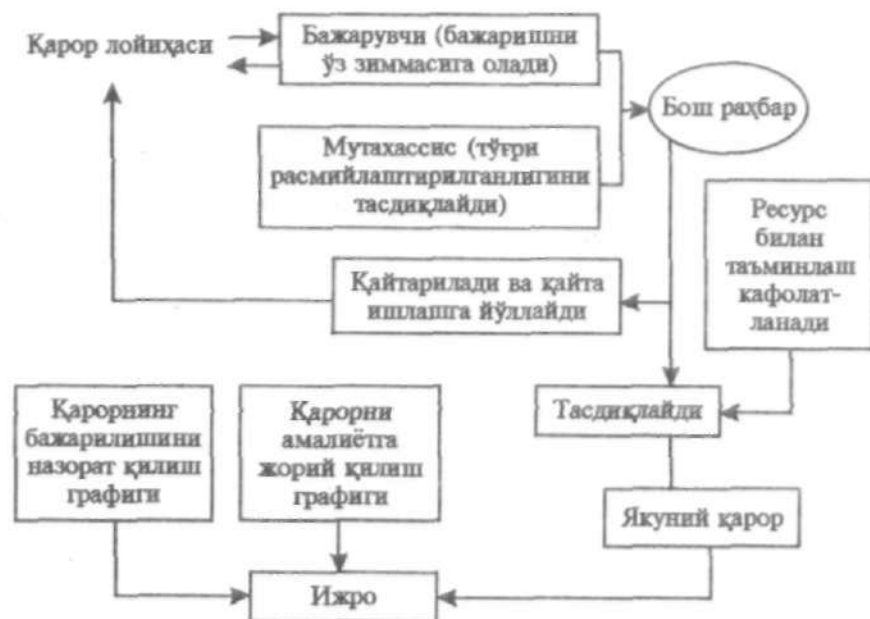 Қарор лойиҳаси
Бажарувчи (бажаришни
ўз зиммасига олади)
Бош раҳбар
Мутахассис (тўғри
расмийлаштирилганлигини
тасдиқлайди)
Ресурс
билан
таъминлаш
кафолат-
ланади
Қайтарилади ва қайта
ишлашга йўллайди
Тасдиқлайди
Қарорнинг
бажарилишини
назорат қилиш
графиги
Қарорни
амалиётга
жорий қилиш
графиги
Якуний қарор
Ижро